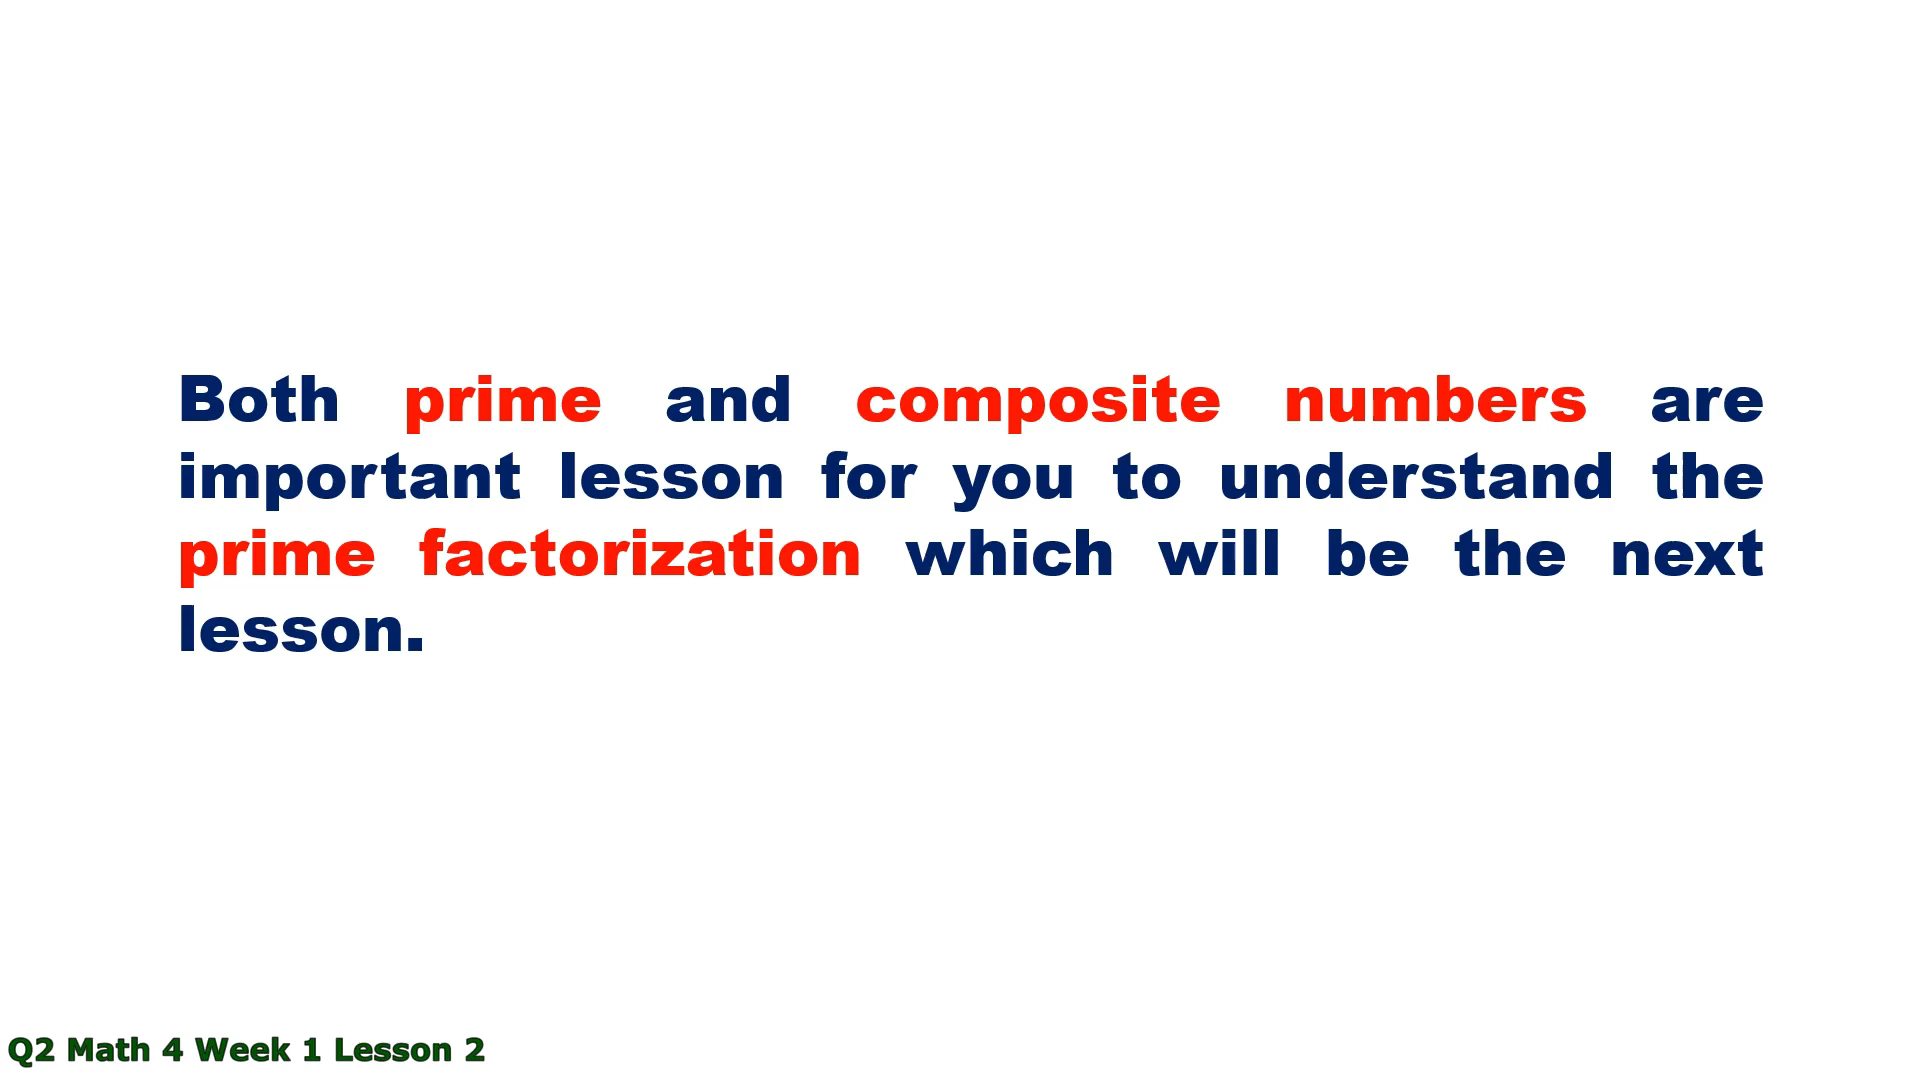 Both prime and composite numbers are
important lesson for you to understand the
prime factorization which will be the next
lesson.
Q2 Math 4 Week 1 Lesson 2